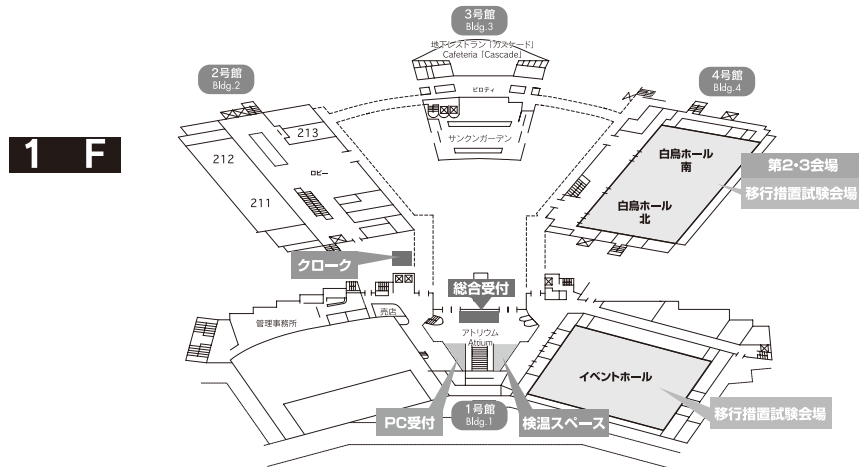 3号館
Bldg.3
地下レストラン「カスケード」
Cafeteria「Cascade」
2号館
Bldg.2
4号館
Bldg.4
ピロティ
1 F
213
サンクンガーデン
212
白鳥ホール
南
第2・3会場
ロビー
移行措置試験会場
211
白鳥ホール
北
クローク
総合受付
売店
管理事務所
アトリウム
Atrium
イベントホール
1号館
Bldg.1
移行措置試験会場
PC受付
検温スペース